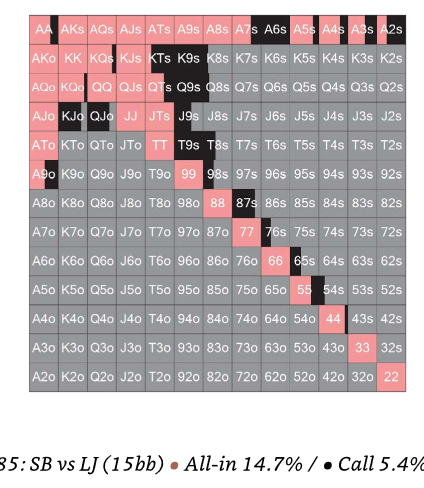 AA AKs AQs AJs ATs A9s A8s A7s A6s A5s A4s A3s A2s
AKo KK KQs KJs KTs K9s K8s K7s K6s K5s K4s K3s K2s
AQo KQo QQ QJs QTs Q9s Q8s Q7s Q6s Q5s Q4s Q3s Q2s
AJo KJo QJo JJ JTs J9s J8s J7s J6s J5s J4s J3s J2s
ATo KTo QTo JTo TT T9s T8s T7s T6s T5s T4s T3s T2s
A9o K9o Q9o J9o T9o 99 98s 97s 96s 95s 94s 93s 92s
A8o K8o Q8o J8o T8o 98o 88 87s 86s 85s 84s 83s 82s
A7o K7o Q7o J7o T7o 97o 87o 77 76s 75s 74s 73s 72s
A6o K6o Q6o J6o T6o 96o 86o 76o 66 65s 64s 63s 62s
A5o K5o Q5o J5o T5o 95o 85o 75o 65o 55 54s 53s 52s
A4o K4o Q4o J4o T4o 94o 84o 74o 64o 54o 44 43s 42s
A3o K3o Q3o J3o T3o 93o 83o 73o 63o 53o 43o 33 32s
A2o K2o Q2o J2o T2o 92o 82o 72o 62o 52o 42o 32o 22
85: SB vs LJ (15bb) • All-in 14.7% / • Call 5.4%